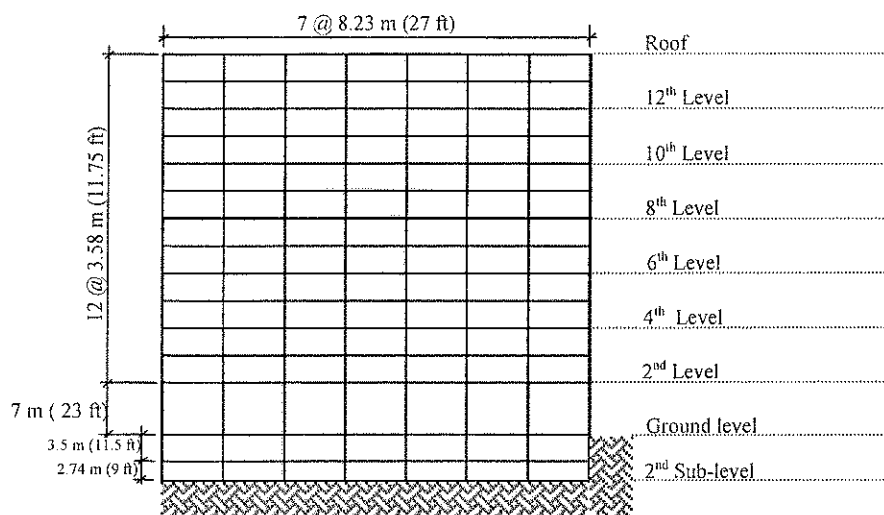 7 @ 8.23 m (27 ft)
Roof
12th Level
10th Level
8th Level
6th Level
4th Level
2nd Level
Ground level
2nd Sub-level
12 @ 3.58 m (11.75 ft)
7 m ( 23 ft)
3.5 m (11.5 ft)
2.74 m (9 ft)